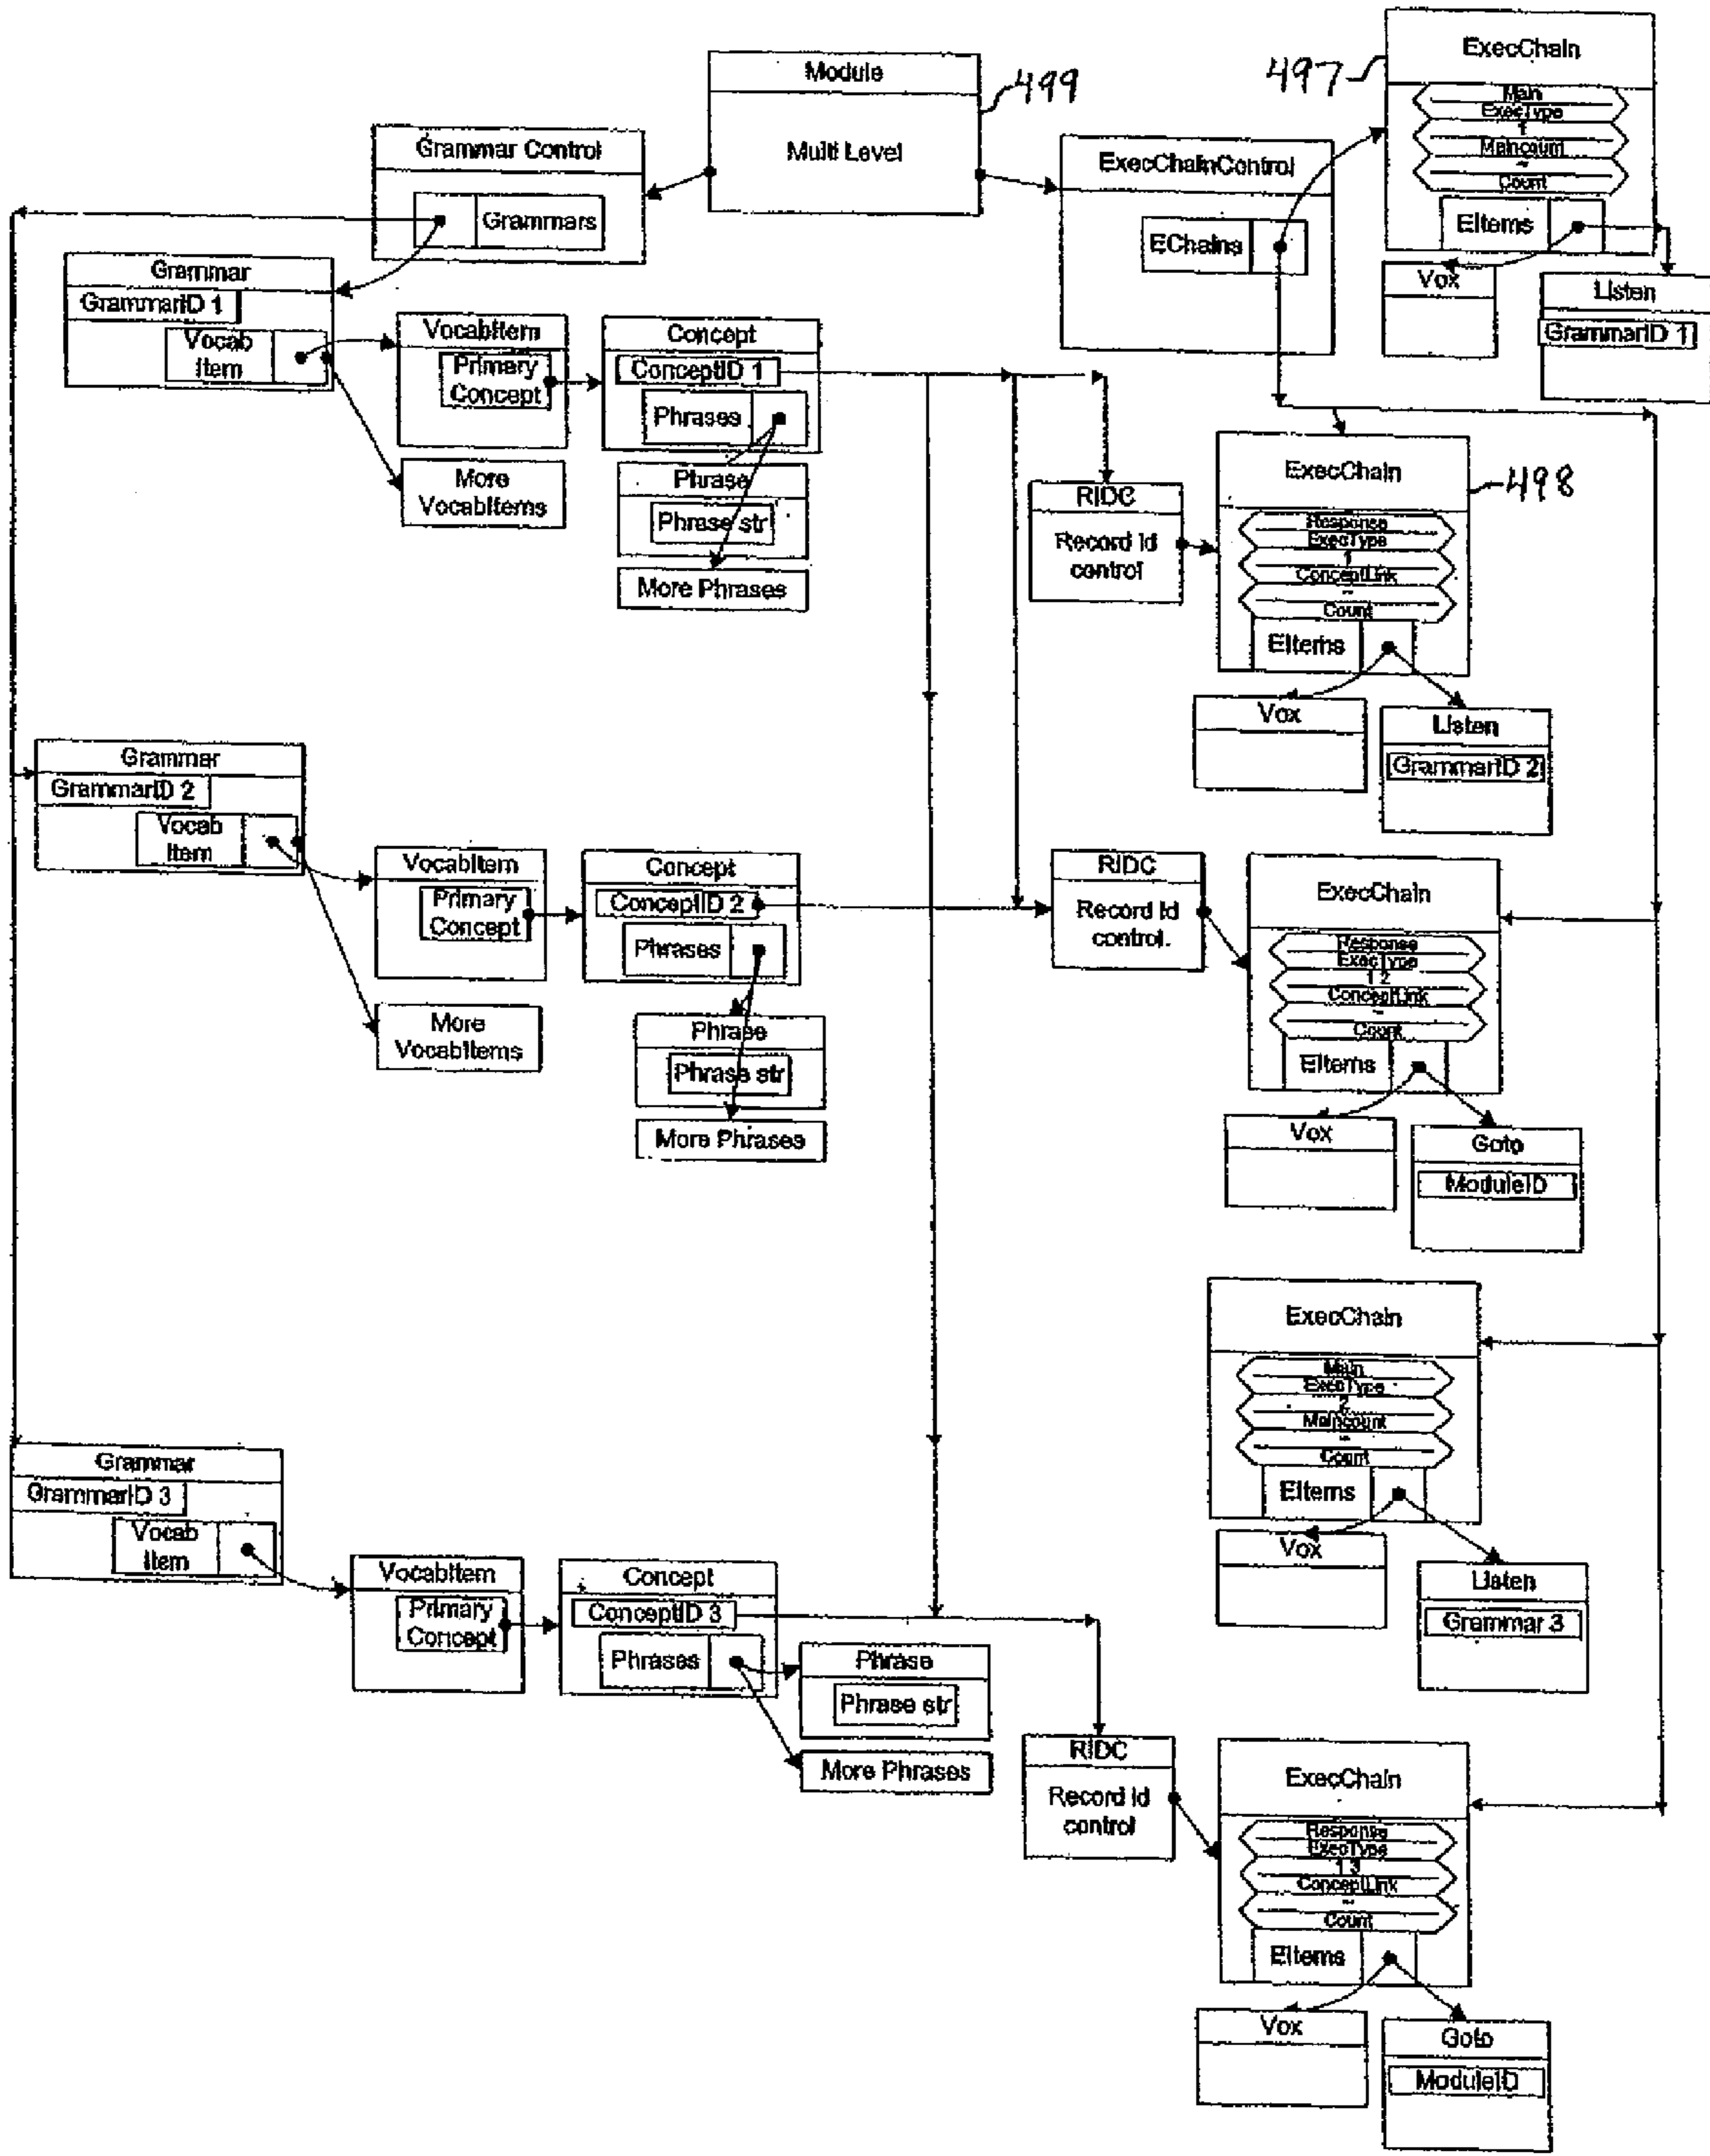 Module
Multi Level
499
Grammar Control
Grammars
ExecChainControl
EChains
497
ExecChain
Main
ExecType
1
Maincount
~
Count
EItems
Vox
Listen
GrammarID 1
Grammar
GrammarID 1
Vocab
Item
VocabItem
Primary
Concept
More
VocabItems
Concept
ConceptID 1
Phrases
Phrase
Phrase str
More Phrases
RIDC
Record Id
control
ExecChain
498
Response
ExecType
1
ConceptLink
~
Count
EItems
Vox
Listen
GrammarID 2
Grammar
GrammarID 2
Vocab
Item
VocabItem
Primary
Concept
More
VocabItems
Concept
ConceptID 2
Phrases
Phrase
Phrase str
More Phrases
RIDC
Record Id
control.
ExecChain
Response
ExecType
1 2
ConceptLink
~
Count
EItems
Vox
Goto
ModuleID
ExecChain
Main
ExecType
2
Maincount
~
Count
EItems
Vox
Listen
Grammar 3
Grammar
GrammarID 3
Vocab
Item
VocabItem
Primary
Concept
Concept
ConceptID 3
Phrases
Phrase
Phrase str
More Phrases
RIDC
Record Id
control
ExecChain
Response
ExecType
1 3
ConceptLink
~
Count
EItems
Vox
Goto
ModuleID